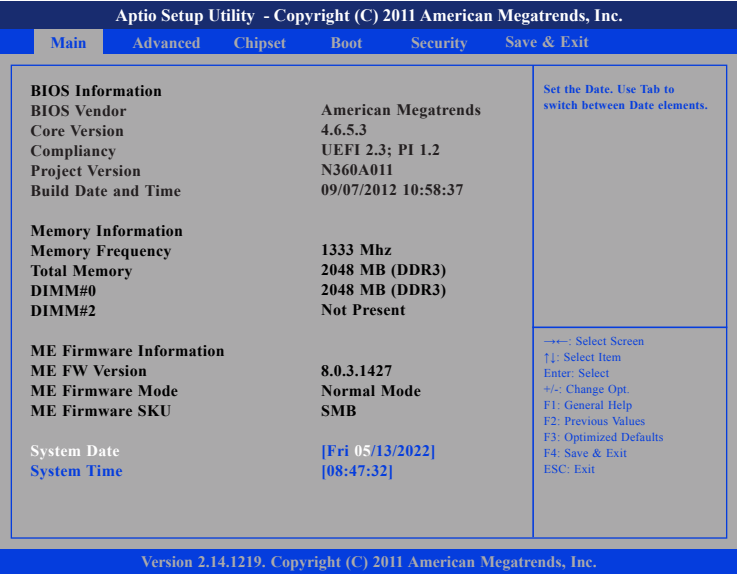 Aptio Setup Utility - Copyright (C) 2011 American Megatrends, Inc.
Main Advanced Chipset Boot Security Save & Exit
BIOS Information
BIOS Vendor American Megatrends
Core Version 4.6.5.3
Compliancy UEFI 2.3; PI 1.2
Project Version N360A011
Build Date and Time 09/07/2012 10:58:37
Memory Information
Memory Frequency 1333 Mhz
Total Memory 2048 MB (DDR3)
DIMM#0 2048 MB (DDR3)
DIMM#2 Not Present
ME Firmware Information
ME FW Version 8.0.3.1427
ME Firmware Mode Normal Mode
ME Firmware SKU SMB
System Date [Fri 05/13/2022]
System Time [08:47:32]
Set the Date. Use Tab to
switch between Date elements.
→←: Select Screen
↑↓: Select Item
Enter: Select
+/-: Change Opt.
F1: General Help
F2: Previous Values
F3: Optimized Defaults
F4: Save & Exit
ESC: Exit
Version 2.14.1219. Copyright (C) 2011 American Megatrends, Inc.